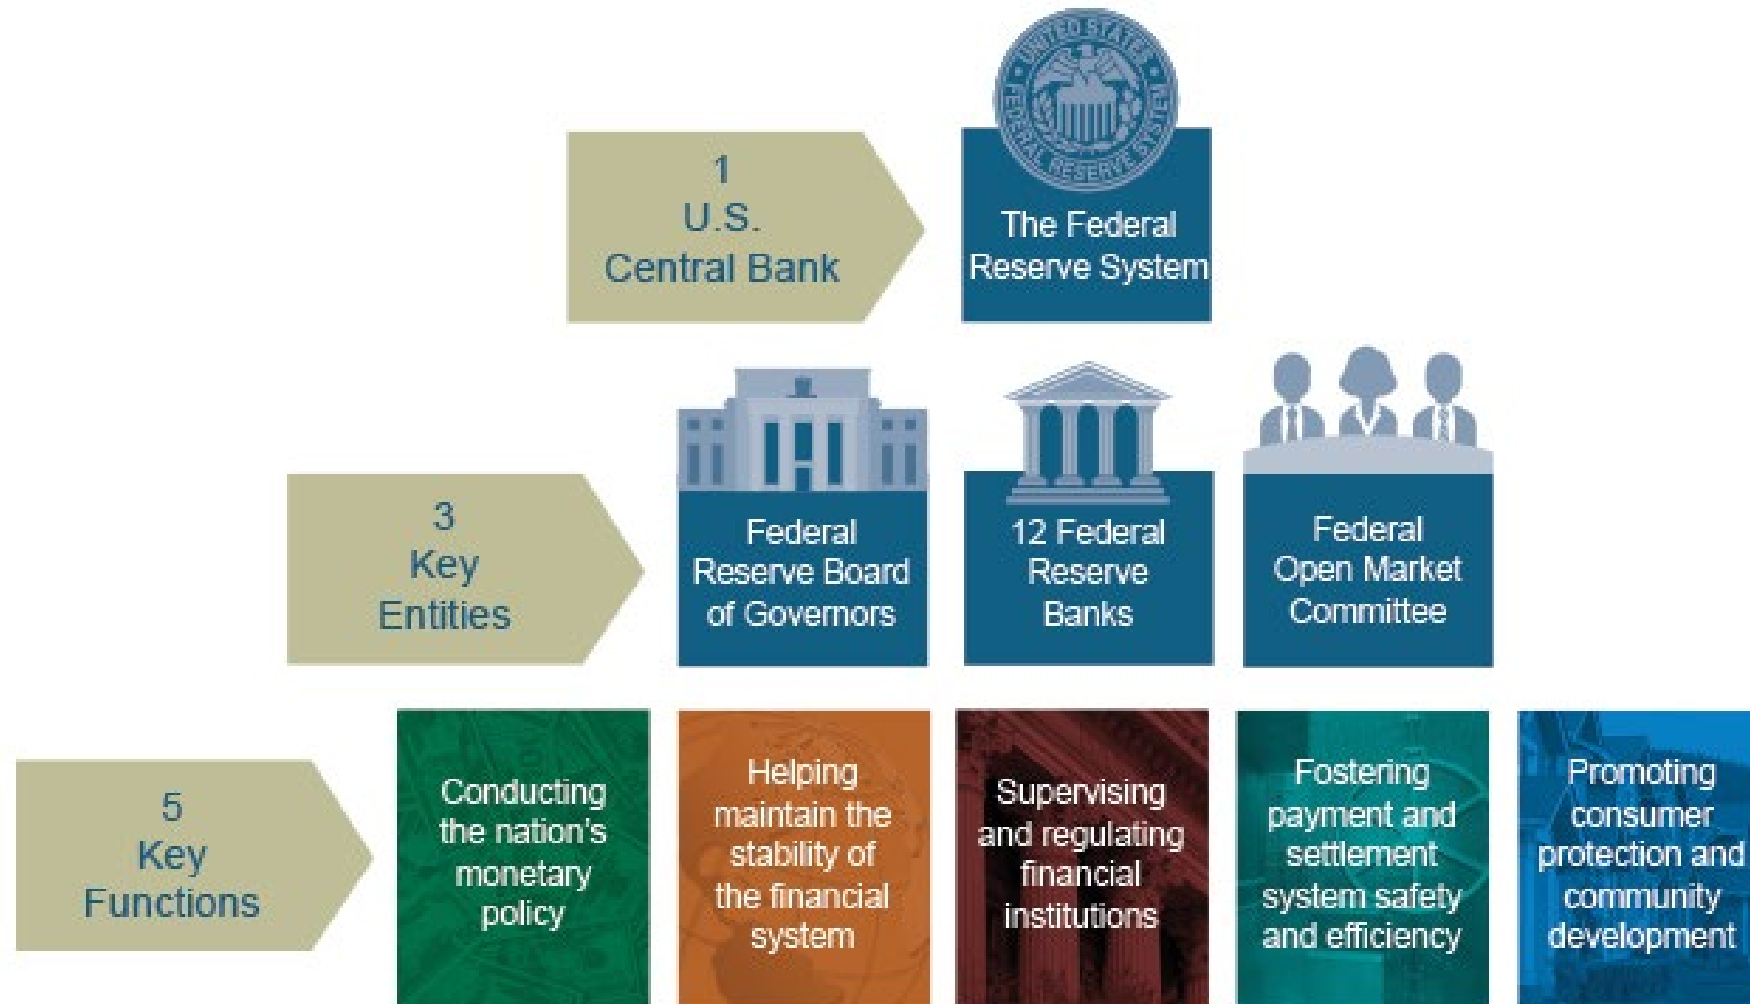 1
U.S.
Central Bank
UNITED STATES
FEDERAL RESERVE SYSTEM
The Federal
Reserve System
3
Key
Entities
Federal
Reserve Board
of Governors
12 Federal
Reserve
Banks
Federal
Open Market
Committee
5
Key
Functions
Conducting
the nation's
monetary
policy
Helping
maintain the
stability of
the financial
system
Supervising
and regulating
financial
institutions
Fostering
payment and
settlement
system safety
and efficiency
Promoting
consumer
protection and
community
development